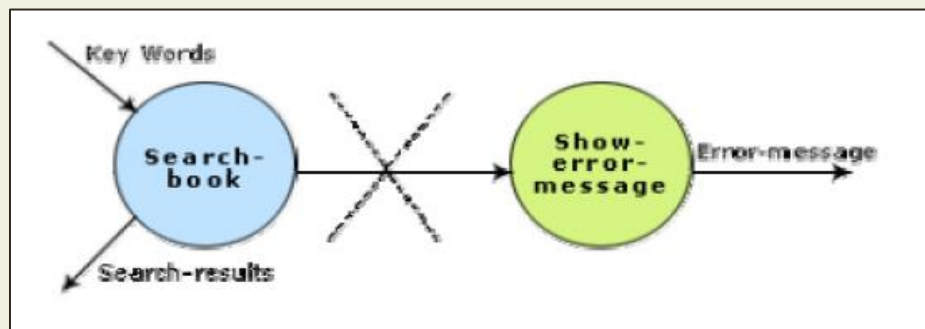 Key Words
Search-
book
Search-results
Show-
error-
message
Error-message